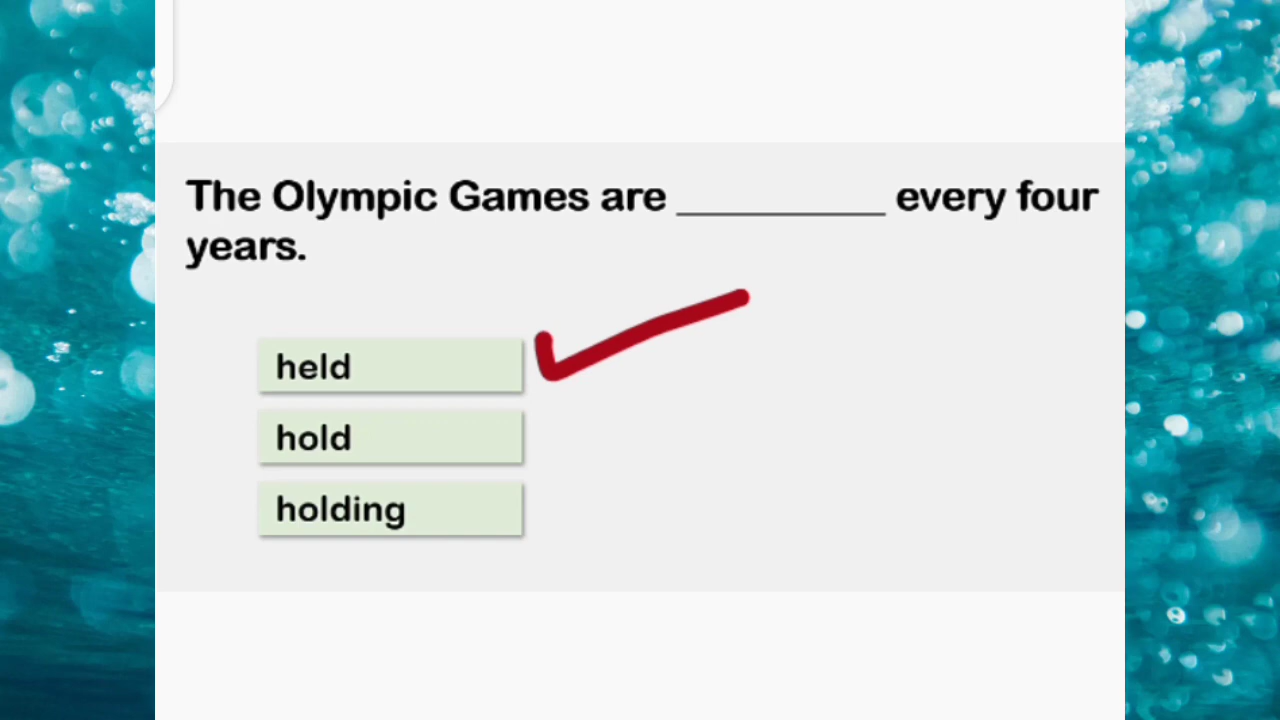 The Olympic Games are __________ every four
years.
held
hold
holding